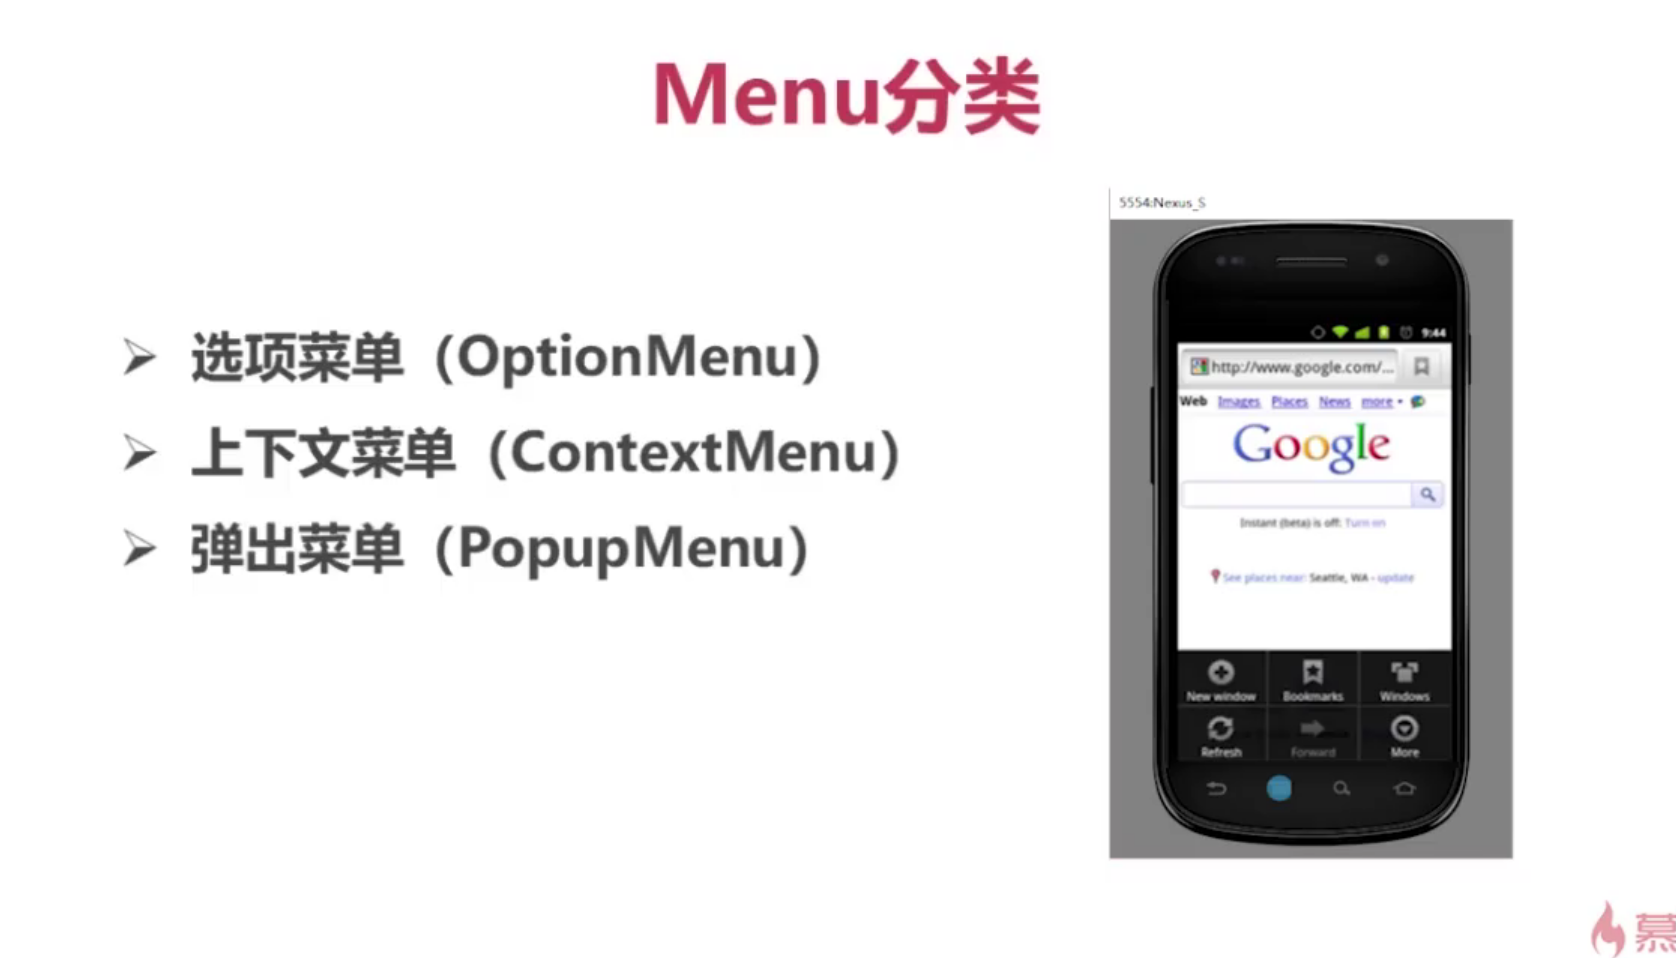 Menu分类
选项菜单（OptionMenu）
上下文菜单（ContextMenu）
弹出菜单（PopupMenu）
5554:Nexus_S
9:44
http://www.google.com/...
Web Images Places News more
Google
Instant (beta) is off: Turn on
See places near: Seattle, WA - update
New window Bookmarks Windows
Refresh Forward More
慕